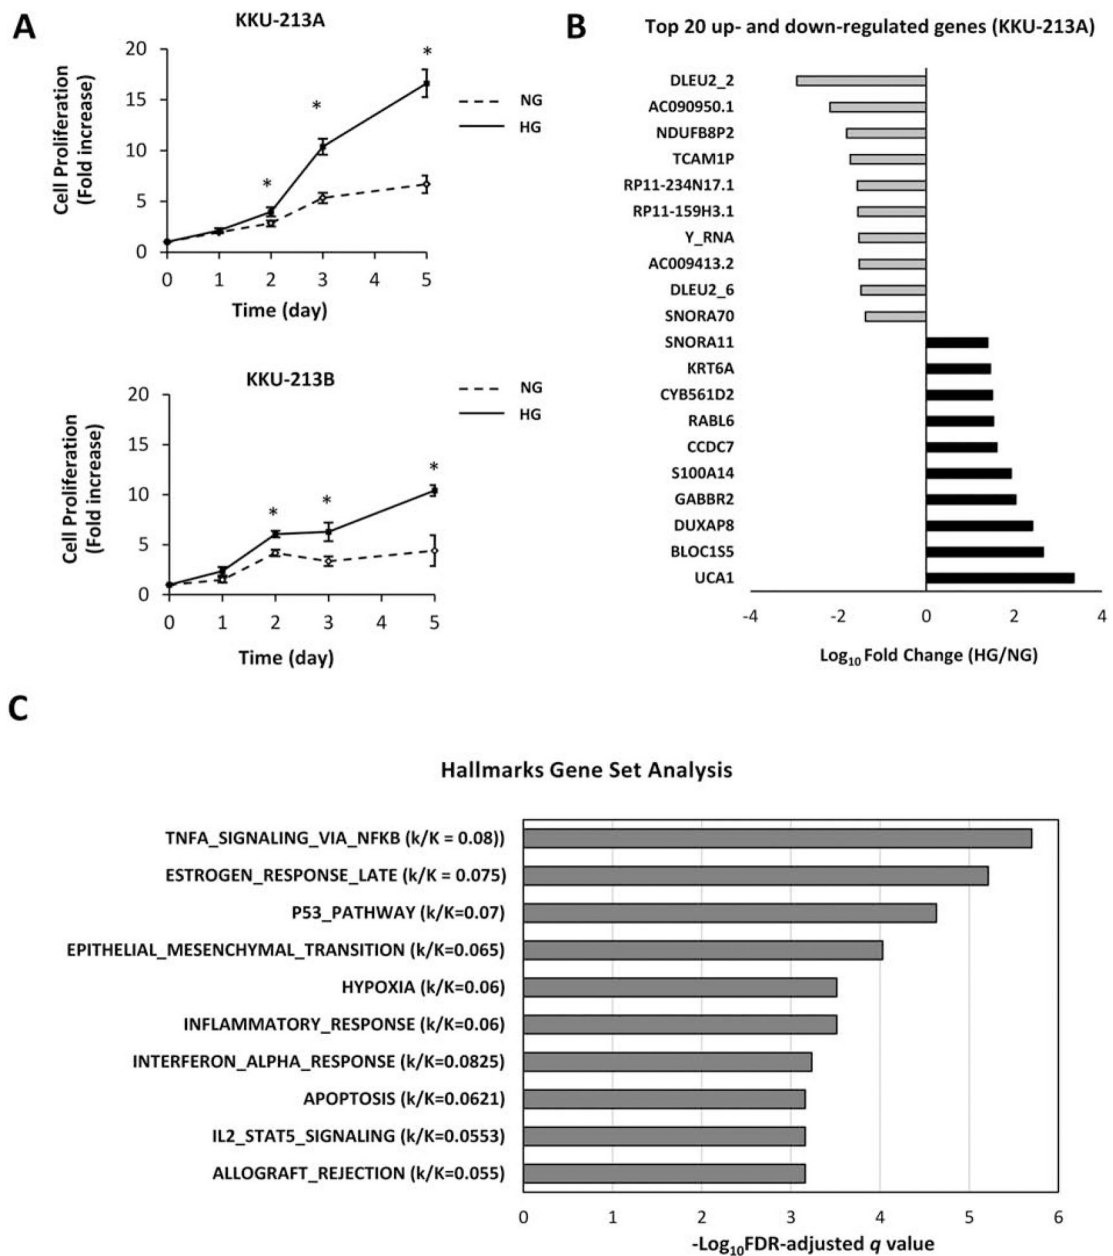 A
KKU-213A
Cell Proliferation
(Fold increase)
20
15
10
5
0
*
*
*
NG
HG
0 1 2 3 4 5
Time (day)
KKU-213B
Cell Proliferation
(Fold increase)
20
15
10
5
0
*
*
*
NG
HG
0 1 2 3 4 5
Time (day)
B
Top 20 up- and down-regulated genes (KKU-213A)
DLEU2_2
AC090950.1
NDUFB8P2
TCAM1P
RP11-234N17.1
RP11-159H3.1
Y_RNA
AC009413.2
DLEU2_6
SNORA70
SNORA11
KRT6A
CYB561D2
RABL6
CCDC7
S100A14
GABBR2
DUXAP8
BLOC1S5
UCA1
-4 -2 0 2 4
Log10 Fold Change (HG/NG)
C
Hallmarks Gene Set Analysis
TNFA_SIGNALING_VIA_NFKB (k/K = 0.08))
ESTROGEN_RESPONSE_LATE (k/K = 0.075)
P53_PATHWAY (k/K=0.07)
EPITHELIAL_MESENCHYMAL_TRANSITION (k/K=0.065)
HYPOXIA (k/K=0.06)
INFLAMMATORY_RESPONSE (k/K=0.06)
INTERFERON_ALPHA_RESPONSE (k/K=0.0825)
APOPTOSIS (k/K=0.0621)
IL2_STAT5_SIGNALING (k/K=0.0553)
ALLOGRAFT_REJECTION (k/K=0.055)
0 1 2 3 4 5 6
-Log10FDR-adjusted q value